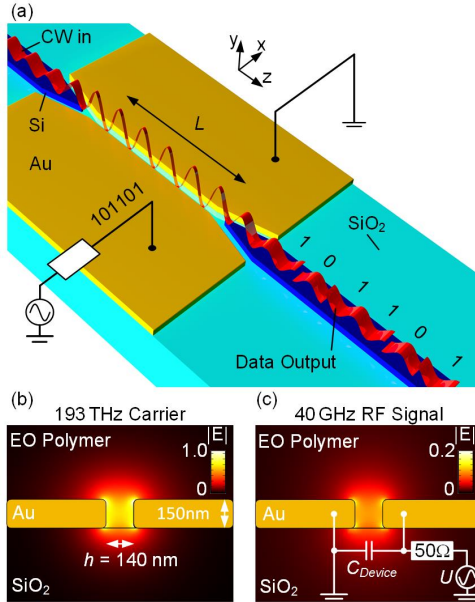 (a)
CW in
y
x
z
Si
L
Au
101101
SiO2
1 0 1 1 0 1
Data Output
(b)
193 THz Carrier
EO Polymer
|E|
1.0
0
Au
150nm
h = 140 nm
SiO2
(c)
40 GHz RF Signal
EO Polymer
|E|
0.2
0
Au
50Ω
CDevice
U
SiO2